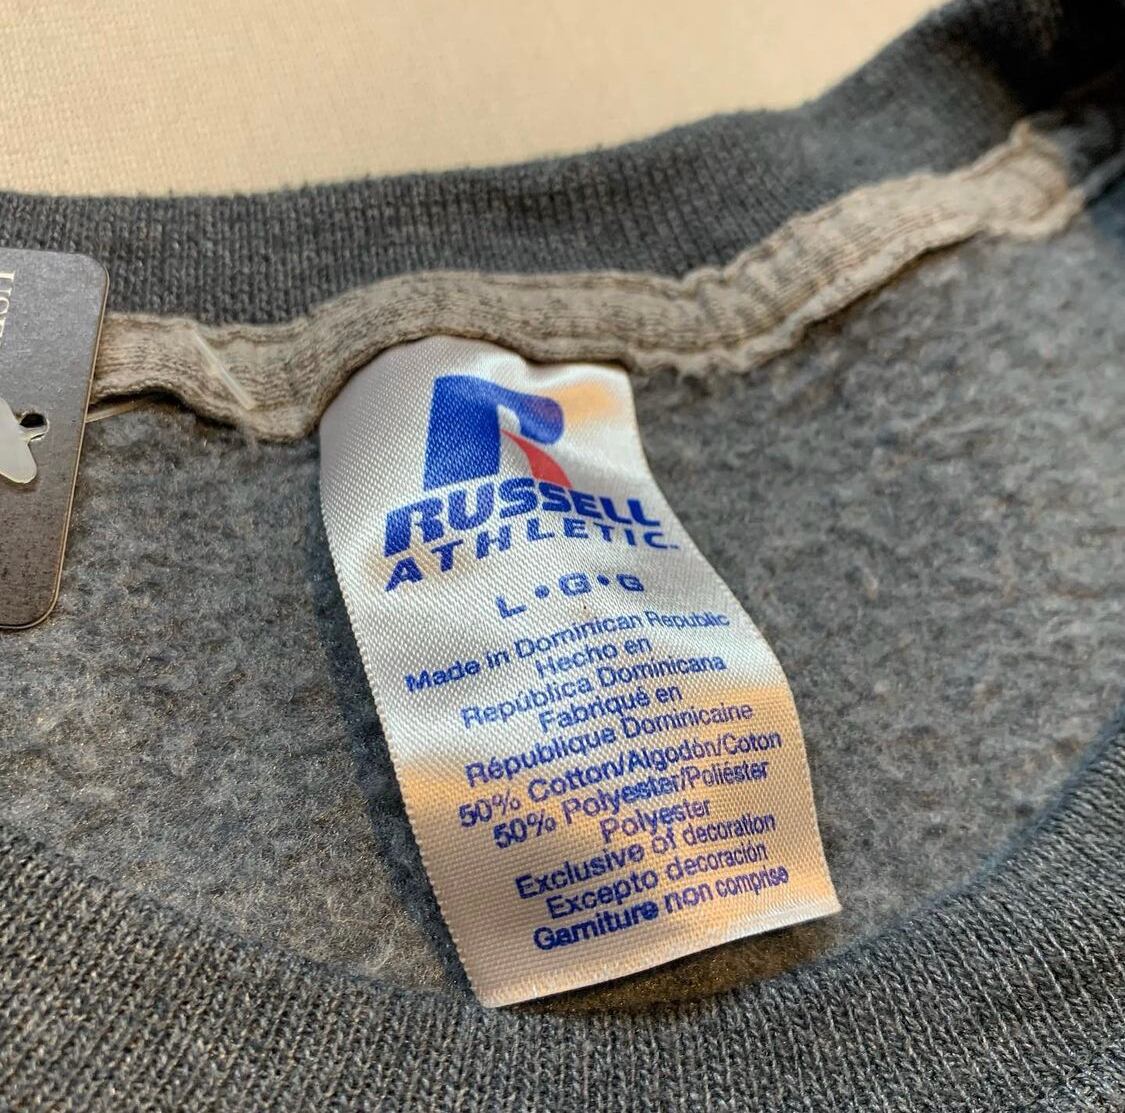 RUSSELL
ATHLETIC
L•G•G
Made in Dominican Republic
Hecho en
República Dominicana
Fabriqué en
République Dominicaine
50% Cotton/Algodón/Coton
50% Polyester/Poliéster
Polyester
Exclusive of decoration
Excepto decoración
Garniture non comprise